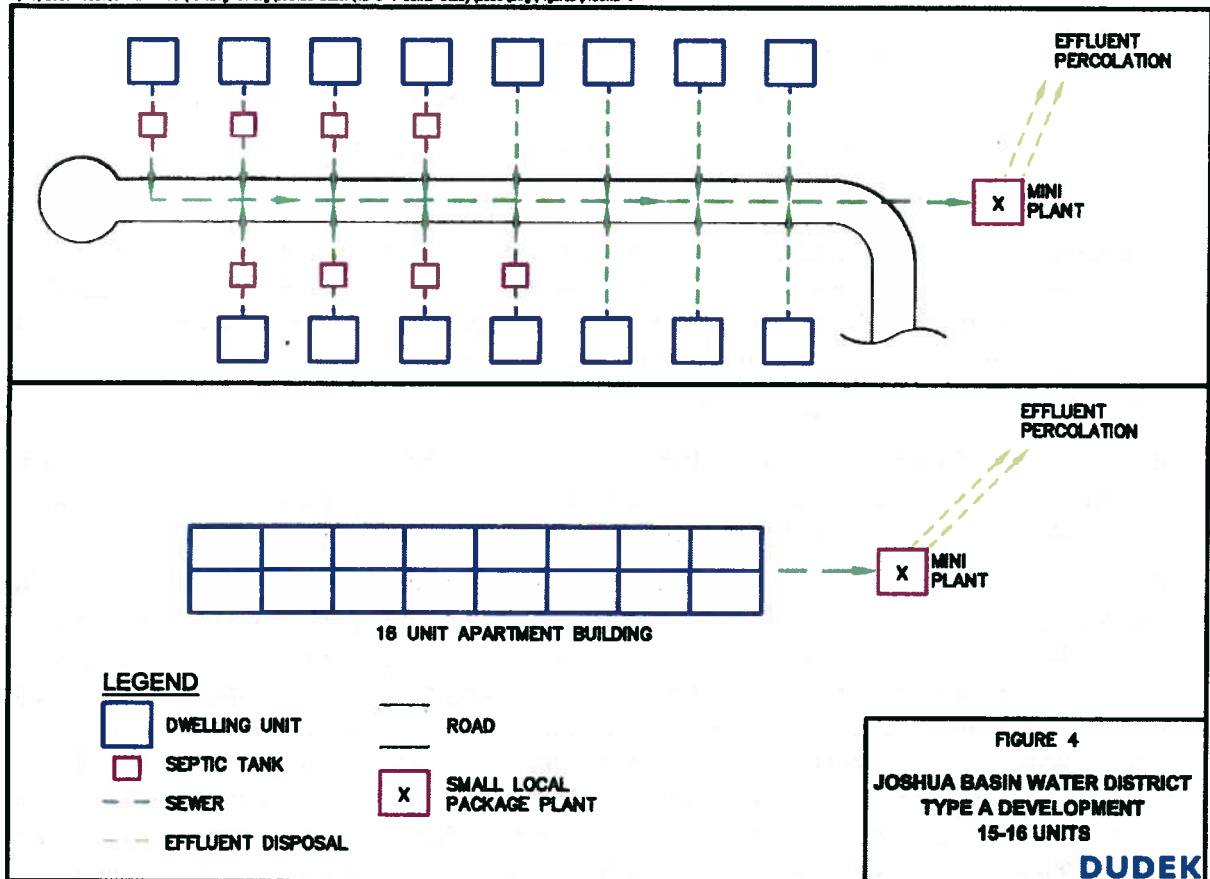 EFFLUENT
PERCOLATION
X
MINI
PLANT
EFFLUENT
PERCOLATION
X
MINI
PLANT
16 UNIT APARTMENT BUILDING
LEGEND
DWELLING UNIT
SEPTIC TANK
SEWER
EFFLUENT DISPOSAL
ROAD
X
SMALL LOCAL
PACKAGE PLANT
FIGURE 4
JOSHUA BASIN WATER DISTRICT
TYPE A DEVELOPMENT
15-16 UNITS
DUDEK